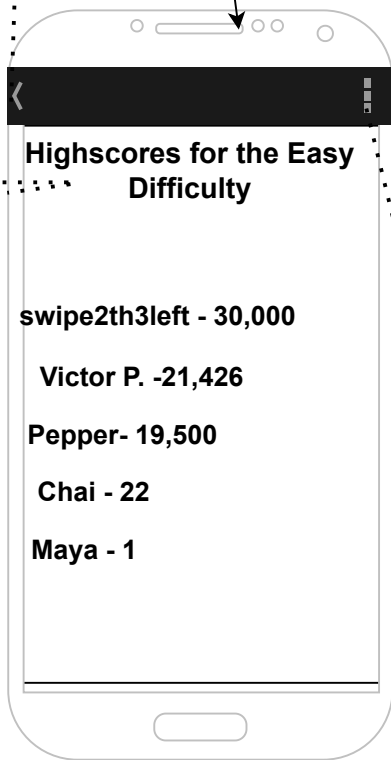 Highscores for the Easy
Difficulty
swipe2th3left - 30,000
Victor P. -21,426
Pepper- 19,500
Chai - 22
Maya - 1